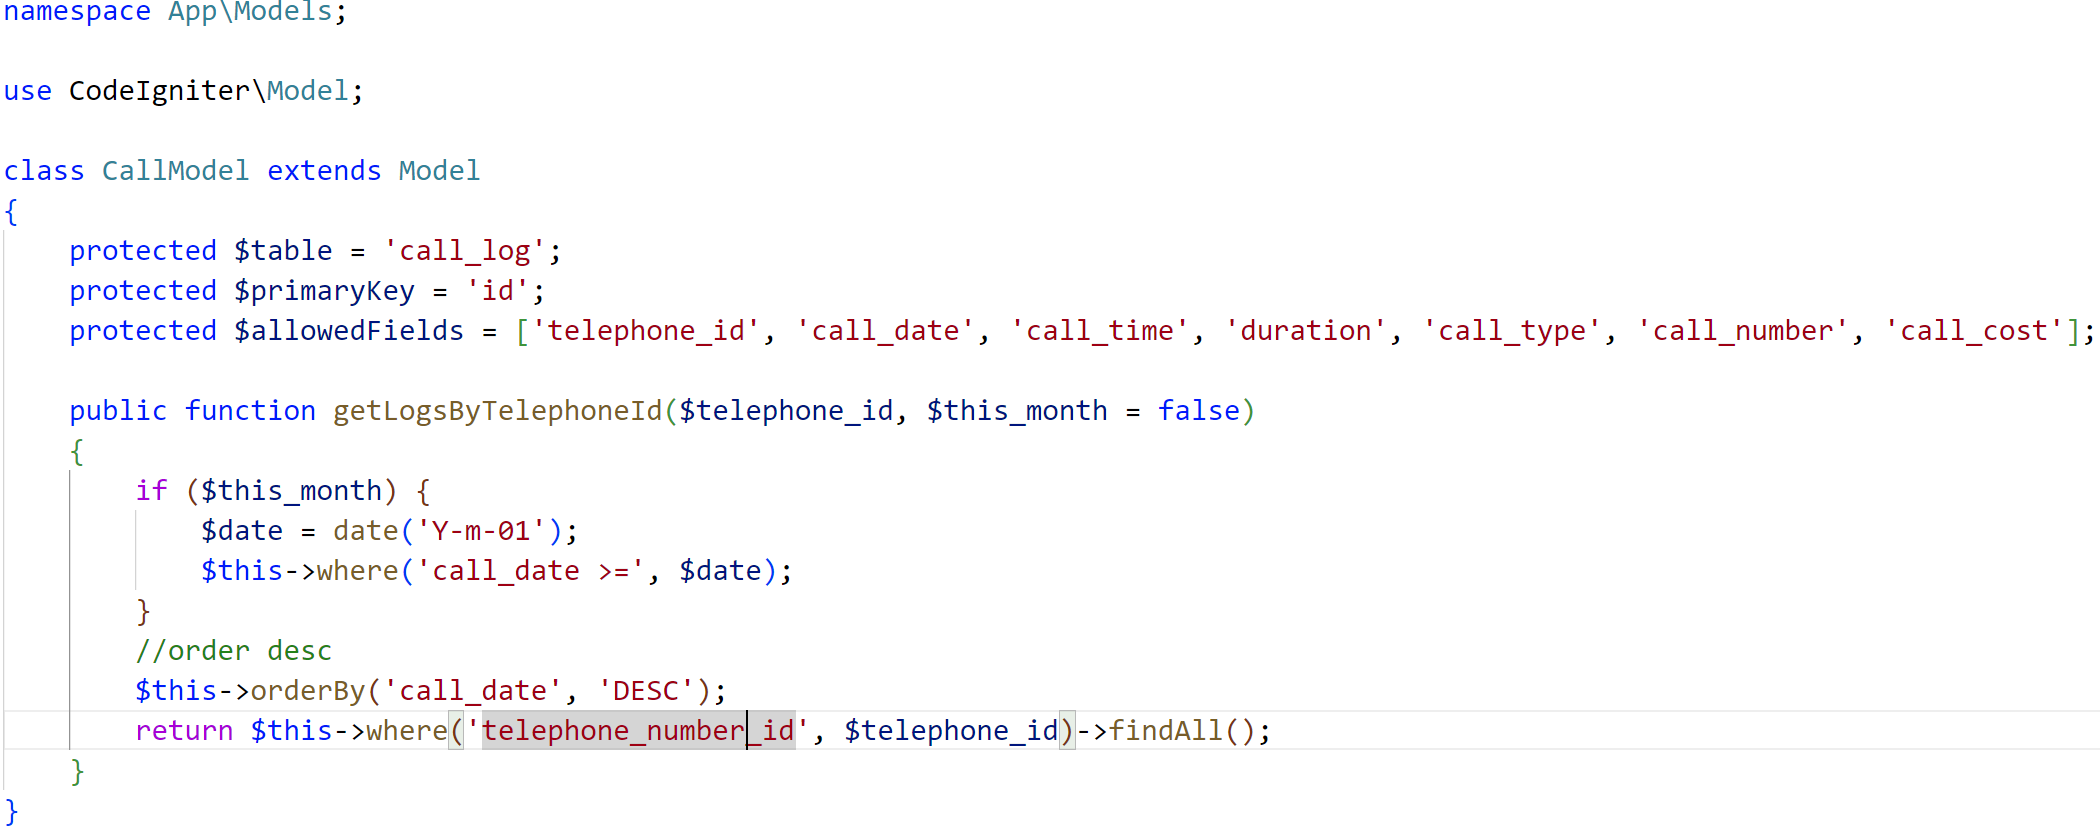 namespace App\Models;
use CodeIgniter\Model;
class CallModel extends Model
{
    protected $table = 'call_log';
    protected $primaryKey = 'id';
    protected $allowedFields = ['telephone_id', 'call_date', 'call_time', 'duration', 'call_type', 'call_number', 'call_cost'];
    public function getLogsByTelephoneId($telephone_id, $this_month = false)
    {
        if ($this_month) {
            $date = date('Y-m-01');
            $this->where('call_date >=', $date);
        }
        //order desc
        $this->orderBy('call_date', 'DESC');
        return $this->where('telephone_number_id', $telephone_id)->findAll();
    }
}